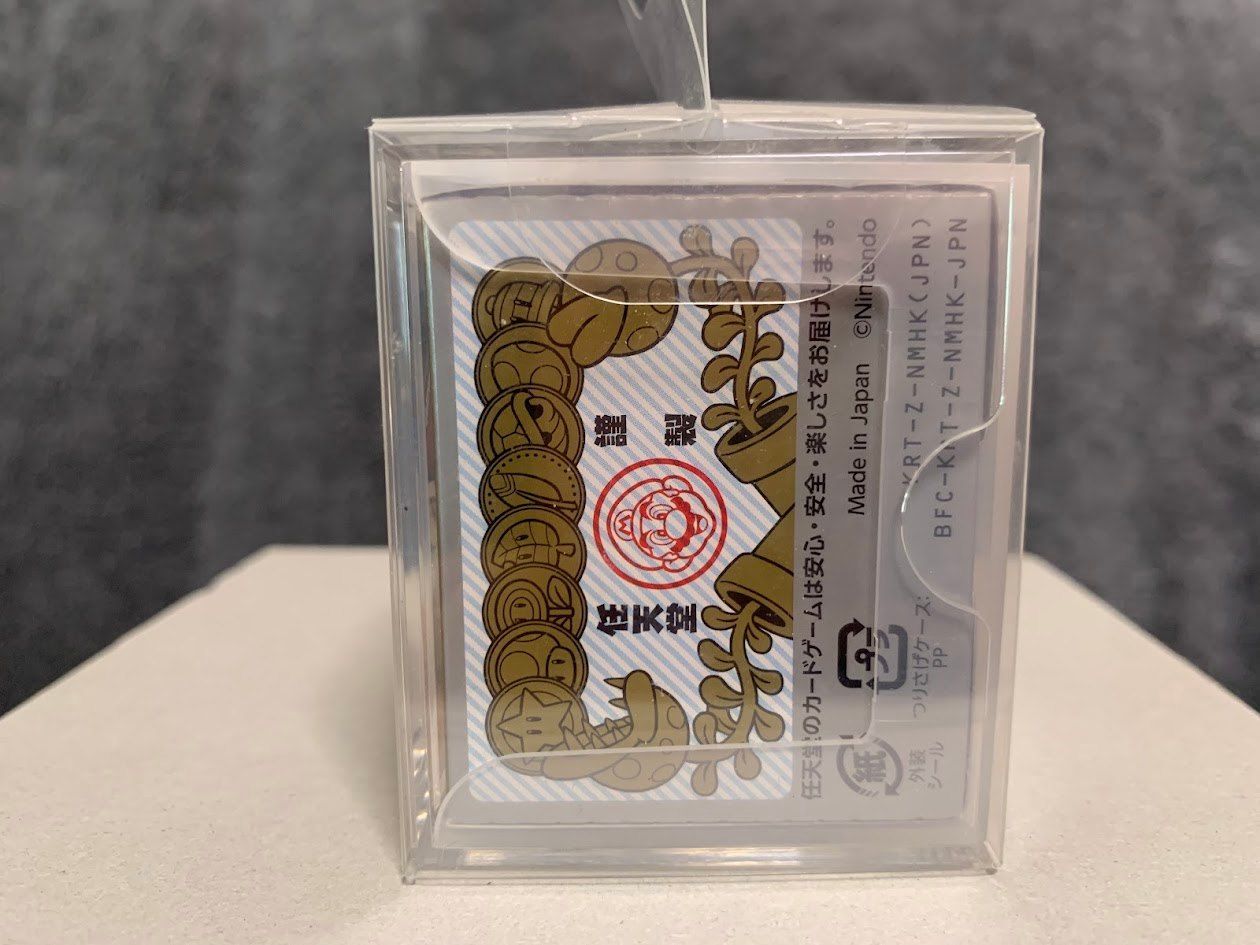 任天堂
謹製
任天堂のカードゲームは安心・安全・楽しさをお届けします。
紙
プラ
Made in Japan ©Nintendo
外装
シール
つりさげケース:
PP
KRT-Z-NMHK(JPN)
BFC-KRT-Z-NMHK-JPN